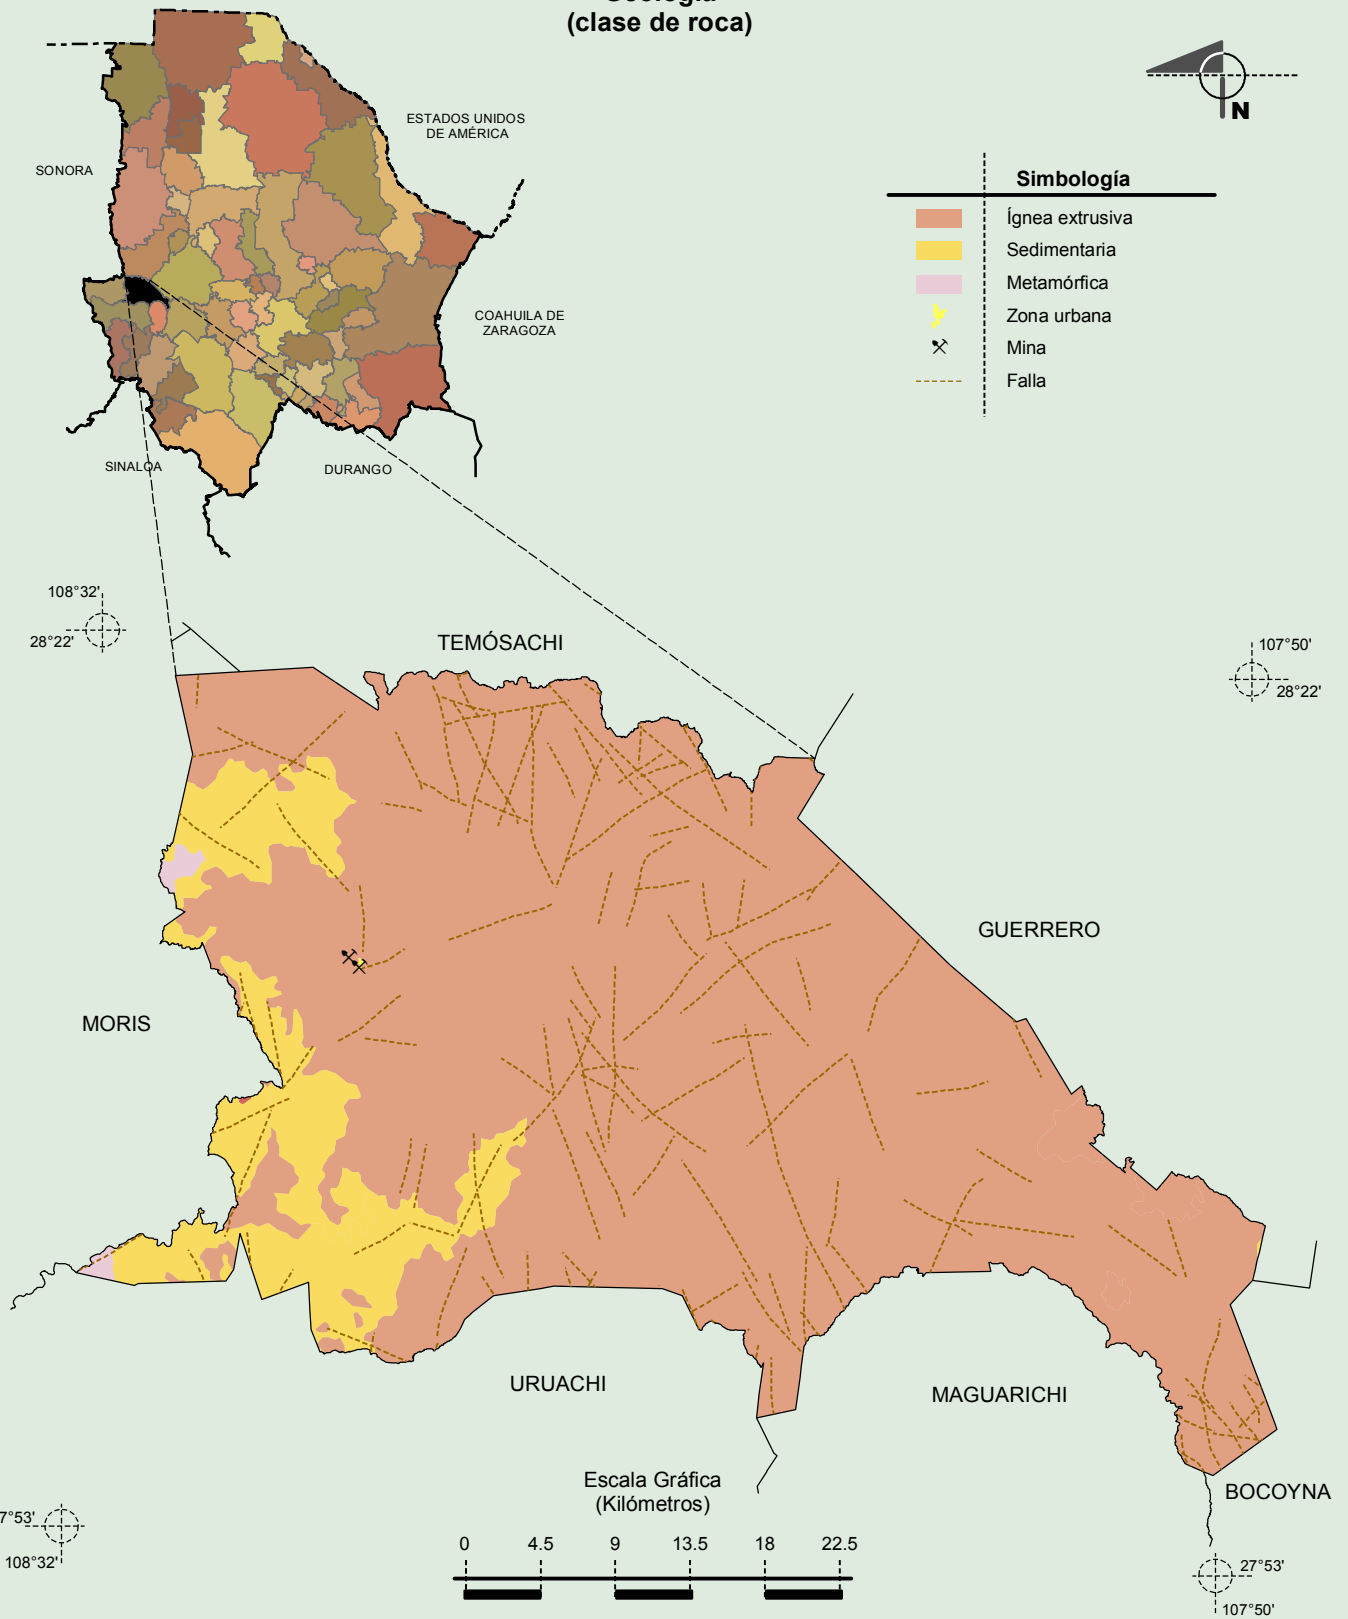 (clase de roca)
ESTADOS UNIDOS
DE AMÉRICA
SONORA
COAHUILA DE
ZARAGOZA
SINALOA
DURANGO
N
Simbología
Ígnea extrusiva
Sedimentaria
Metamórfica
Zona urbana
Mina
Falla
108°32'
28°22'
TEMÓSACHI
107°50'
28°22'
GUERRERO
MORIS
URUACHI
MAGUARICHI
BOCOYNA
Escala Gráfica
(Kilómetros)
0 4.5 9 13.5 18 22.5
7°53'
108°32'
27°53'
107°50'